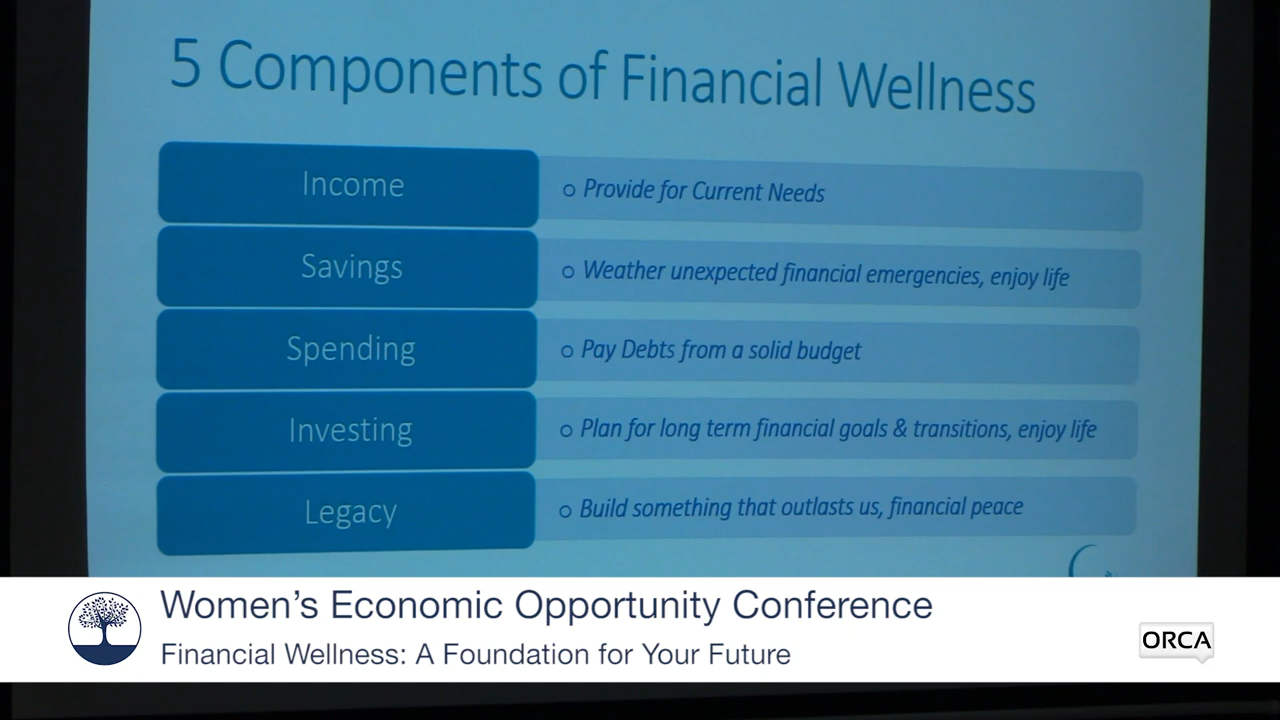 5 Components of Financial Wellness
Income
o Provide for Current Needs
Savings
o Weather unexpected financial emergencies, enjoy life
Spending
o Pay Debts from a solid budget
Investing
o Plan for long term financial goals & transitions, enjoy life
Legacy
o Build something that outlasts us, financial peace
Women's Economic Opportunity Conference
Financial Wellness: A Foundation for Your Future
ORCA